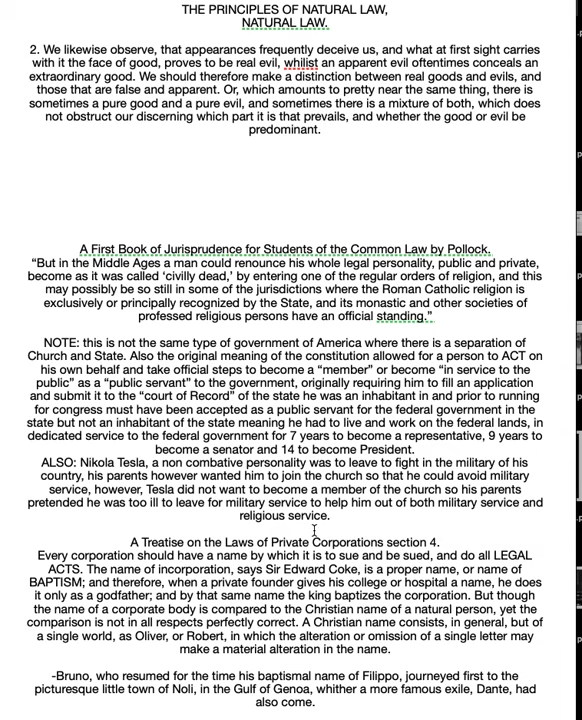 THE PRINCIPLES OF NATURAL LAW,
NATURAL LAW.
2. We likewise observe, that appearances frequently deceive us, and what at first sight carries
with it the face of good, proves to be real evil, whilist an apparent evil oftentimes conceals an
extraordinary good. We should therefore make a distinction between real goods and evils, and
those that are false and apparent. Or, which amounts to pretty near the same thing, there is
sometimes a pure good and a pure evil, and sometimes there is a mixture of both, which does
not obstruct our discerning which part it is that prevails, and whether the good or evil be
predominant.
A First Book of Jurisprudence for Students of the Common Law by Pollock.
“But in the Middle Ages a man could renounce his whole legal personality, public and private,
become as it was called ‘civilly dead,’ by entering one of the regular orders of religion, and this
may possibly be so still in some of the jurisdictions where the Roman Catholic religion is
exclusively or principally recognized by the State, and its monastic and other societies of
professed religious persons have an official standing.”
NOTE: this is not the same type of government of America where there is a separation of
Church and State. Also the original meaning of the constitution allowed for a person to ACT on
his own behalf and take official steps to become a “member” or become “in service to the
public” as a “public servant” to the government, originally requiring him to fill an application
and submit it to the “court of Record” of the state he was an inhabitant in and prior to running
for congress must have been accepted as a public servant for the federal government in the
state but not an inhabitant of the state meaning he had to live and work on the federal lands, in
dedicated service to the federal government for 7 years to become a representative, 9 years to
become a senator and 14 to become President.
ALSO: Nikola Tesla, a non combative personality was to leave to fight in the military of his
country, his parents however wanted him to join the church so that he could avoid military
service, however, Tesla did not want to become a member of the church so his parents
pretended he was too ill to leave for military service to help him out of both military service and
religious service.
A Treatise on the Laws of Private Corporations section 4.
Every corporation should have a name by which it is to sue and be sued, and do all LEGAL
ACTS. The name of incorporation, says Sir Edward Coke, is a proper name, or name of
BAPTISM; and therefore, when a private founder gives his college or hospital a name, he does
it only as a godfather; and by that same name the king baptizes the corporation. But though
the name of a corporate body is compared to the Christian name of a natural person, yet the
comparison is not in all respects perfectly correct. A Christian name consists, in general, but of
a single world, as Oliver, or Robert, in which the alteration or omission of a single letter may
make a material alteration in the name.
-Bruno, who resumed for the time his baptismal name of Filippo, journeyed first to the
picturesque little town of Noli, in the Gulf of Genoa, whither a more famous exile, Dante, had
also come.